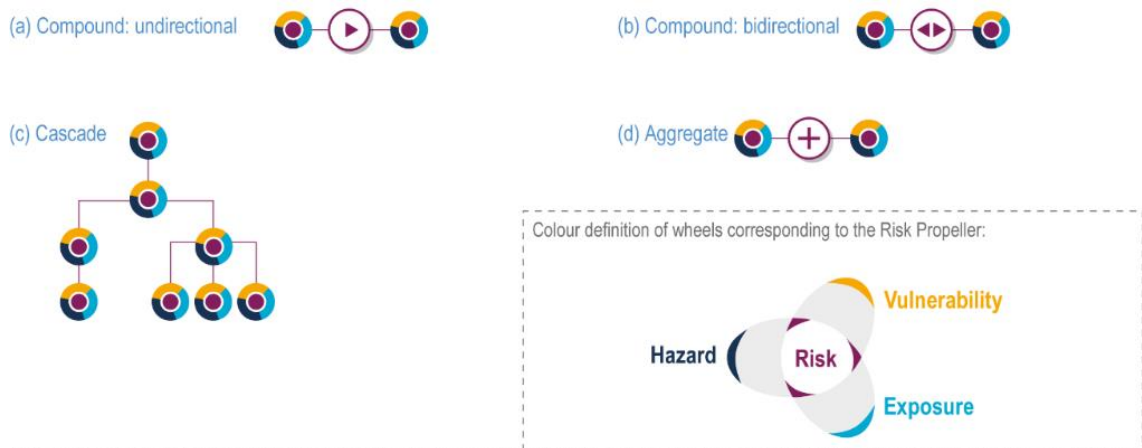 (a) Compound: undirectional
(b) Compound: bidirectional
(c) Cascade
(d) Aggregate
Colour definition of wheels corresponding to the Risk Propeller:
Vulnerability
Hazard
Risk
Exposure